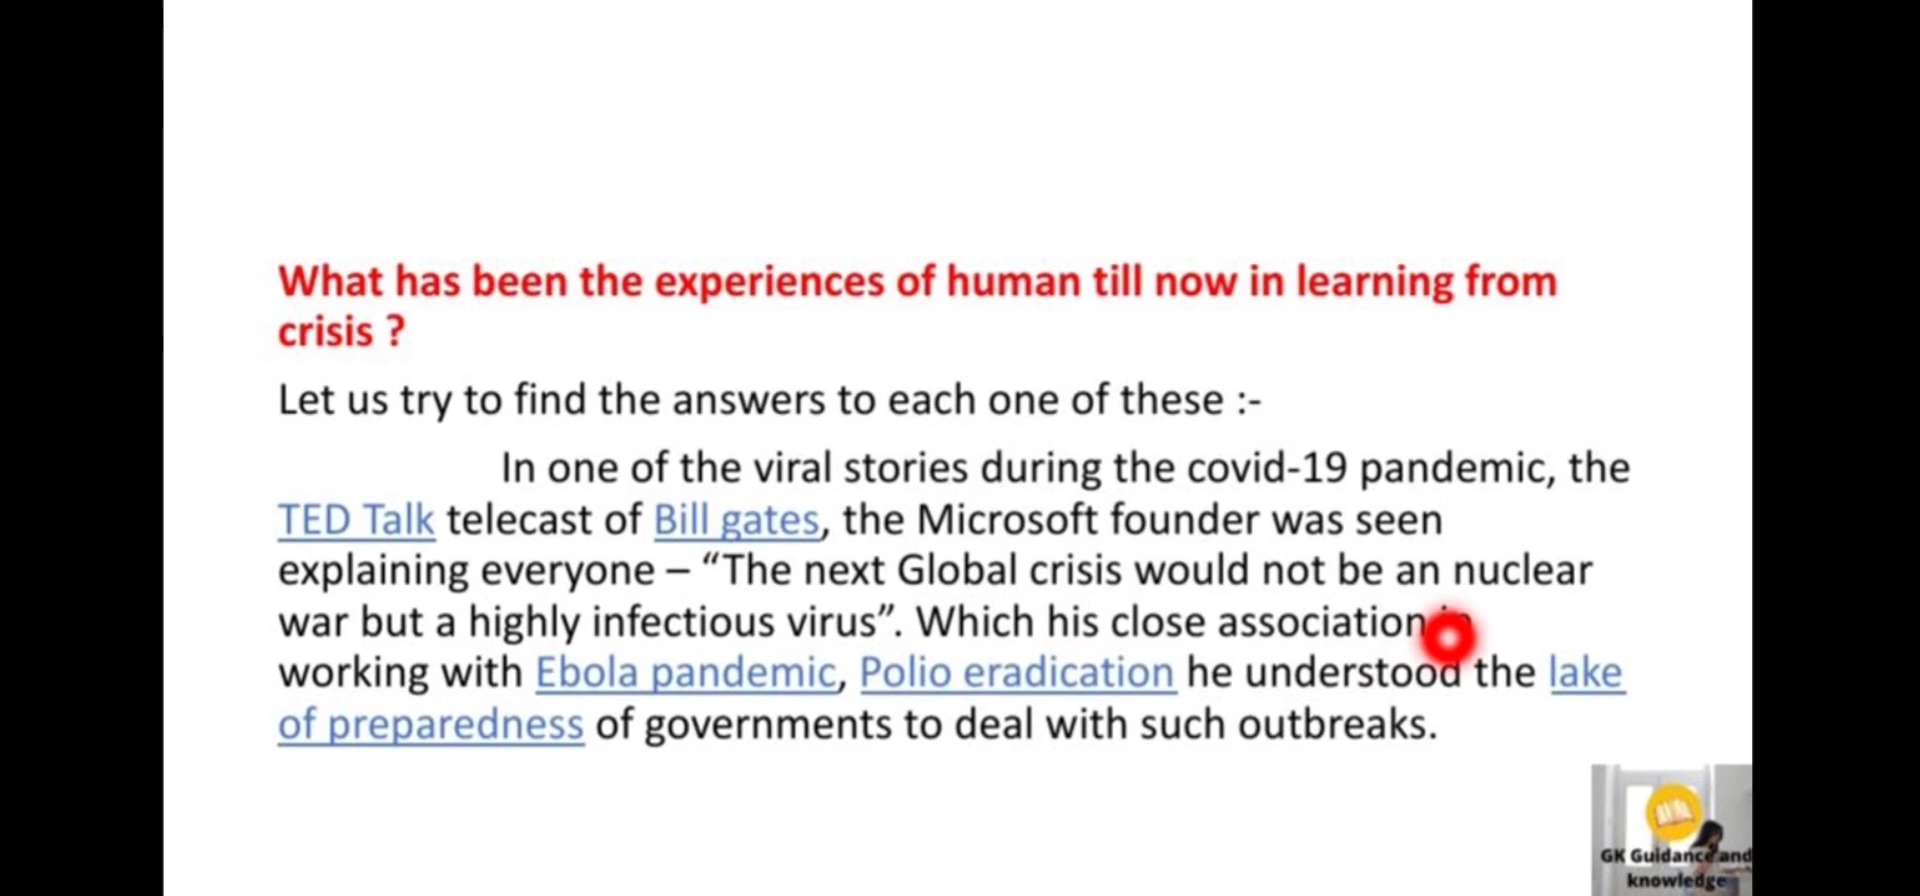 What has been the experiences of human till now in learning from
crisis ?
Let us try to find the answers to each one of these :-
In one of the viral stories during the covid-19 pandemic, the
TED Talk telecast of Bill gates, the Microsoft founder was seen
explaining everyone – “The next Global crisis would not be an nuclear
war but a highly infectious virus”. Which his close association
working with Ebola pandemic, Polio eradication he understood the lake
of preparedness of governments to deal with such outbreaks.
GK Guidance and
knowledge